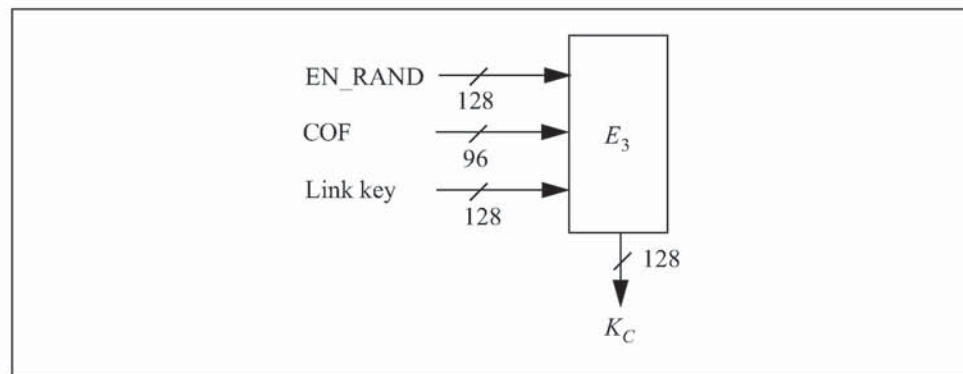 EN_RAND
128
COF
96
Link key
128
E3
128
KC